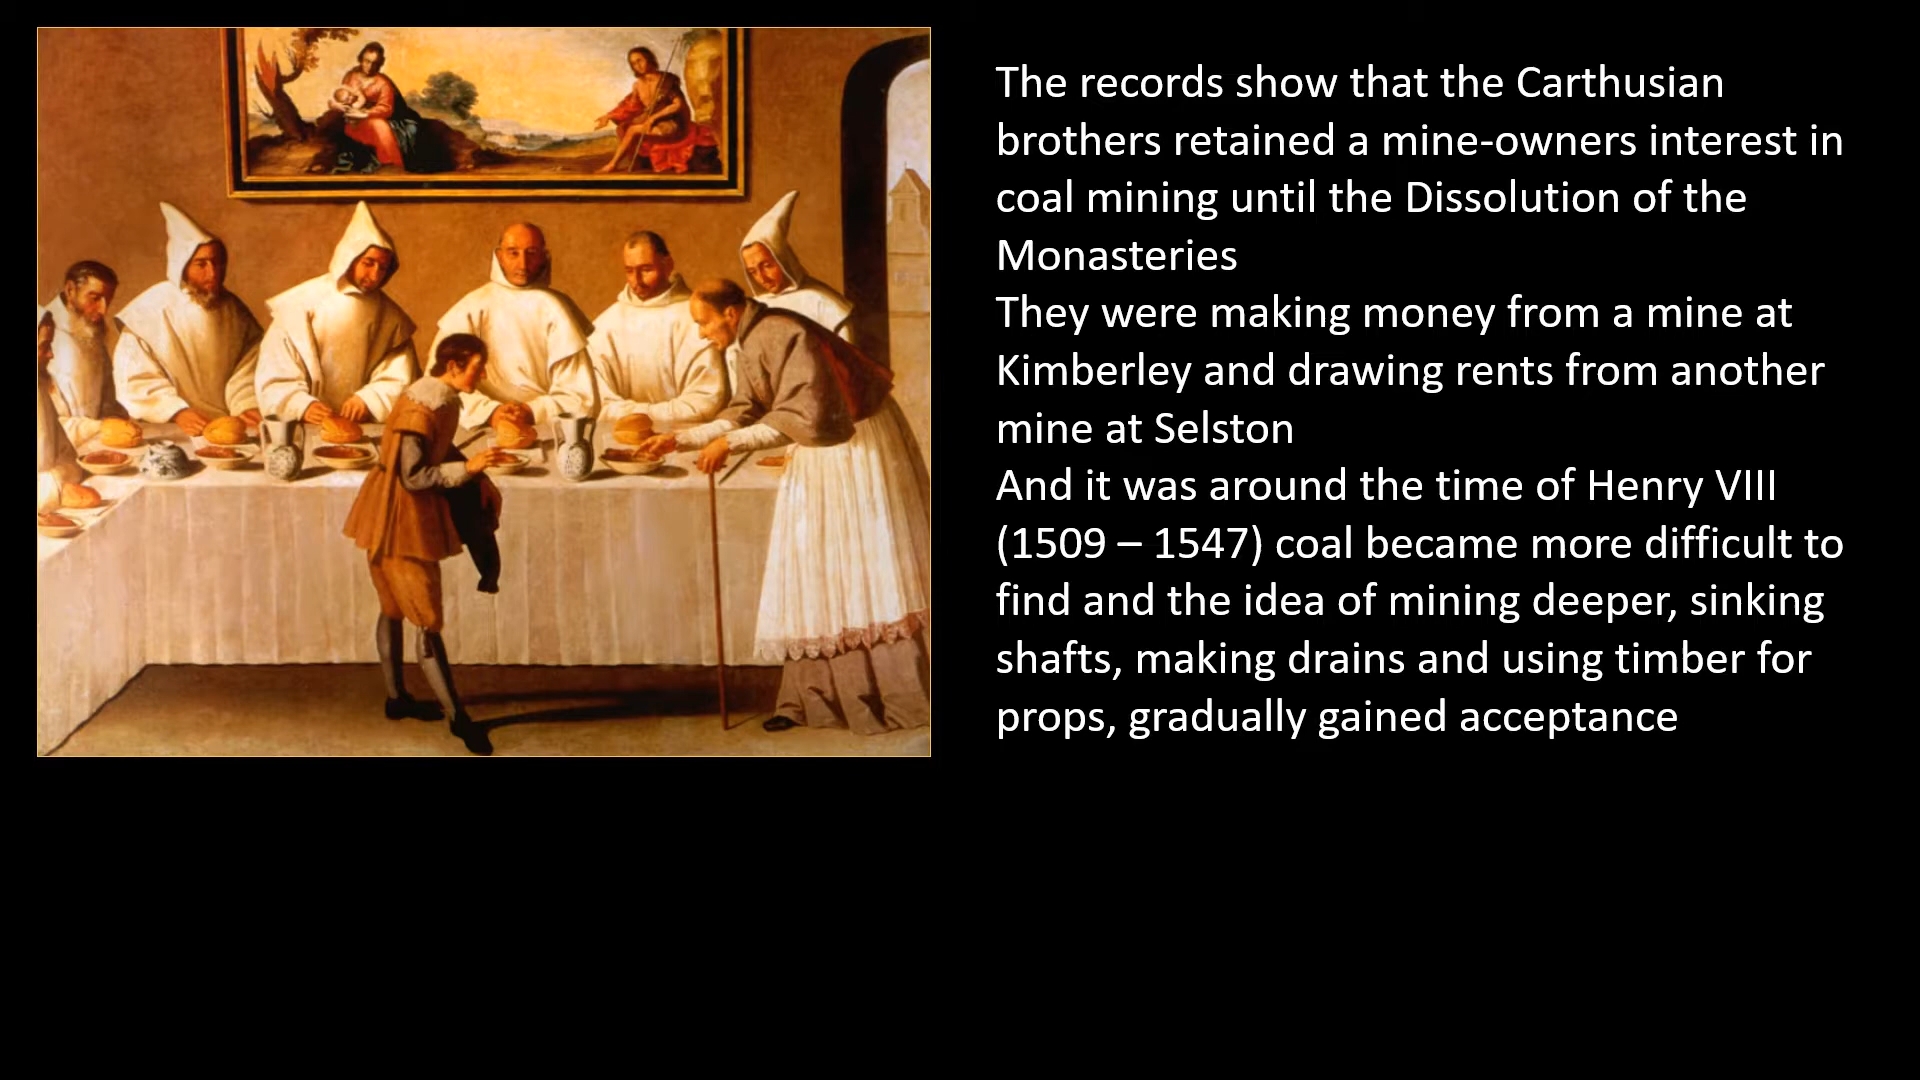 The records show that the Carthusian
brothers retained a mine-owners interest in
coal mining until the Dissolution of the
Monasteries
They were making money from a mine at
Kimberley and drawing rents from another
mine at Selston
And it was around the time of Henry VIII
(1509 – 1547) coal became more difficult to
find and the idea of mining deeper, sinking
shafts, making drains and using timber for
props, gradually gained acceptance